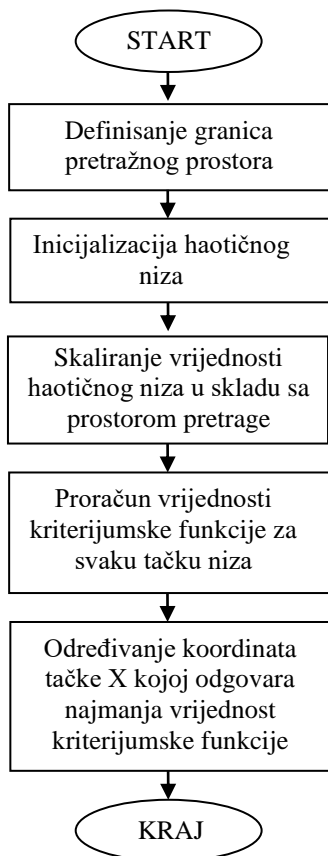 START
Definisanje granica
pretražnog prostora
Inicijalizacija haotičnog
niza
Skaliranje vrijednosti
haotičnog niza u skladu sa
prostorom pretrage
Proračun vrijednosti
kriterijumske funkcije za
svaku tačku niza
Određivanje koordinata
tačke X kojoj odgovara
najmanja vrijednost
kriterijumske funkcije
KRAJ